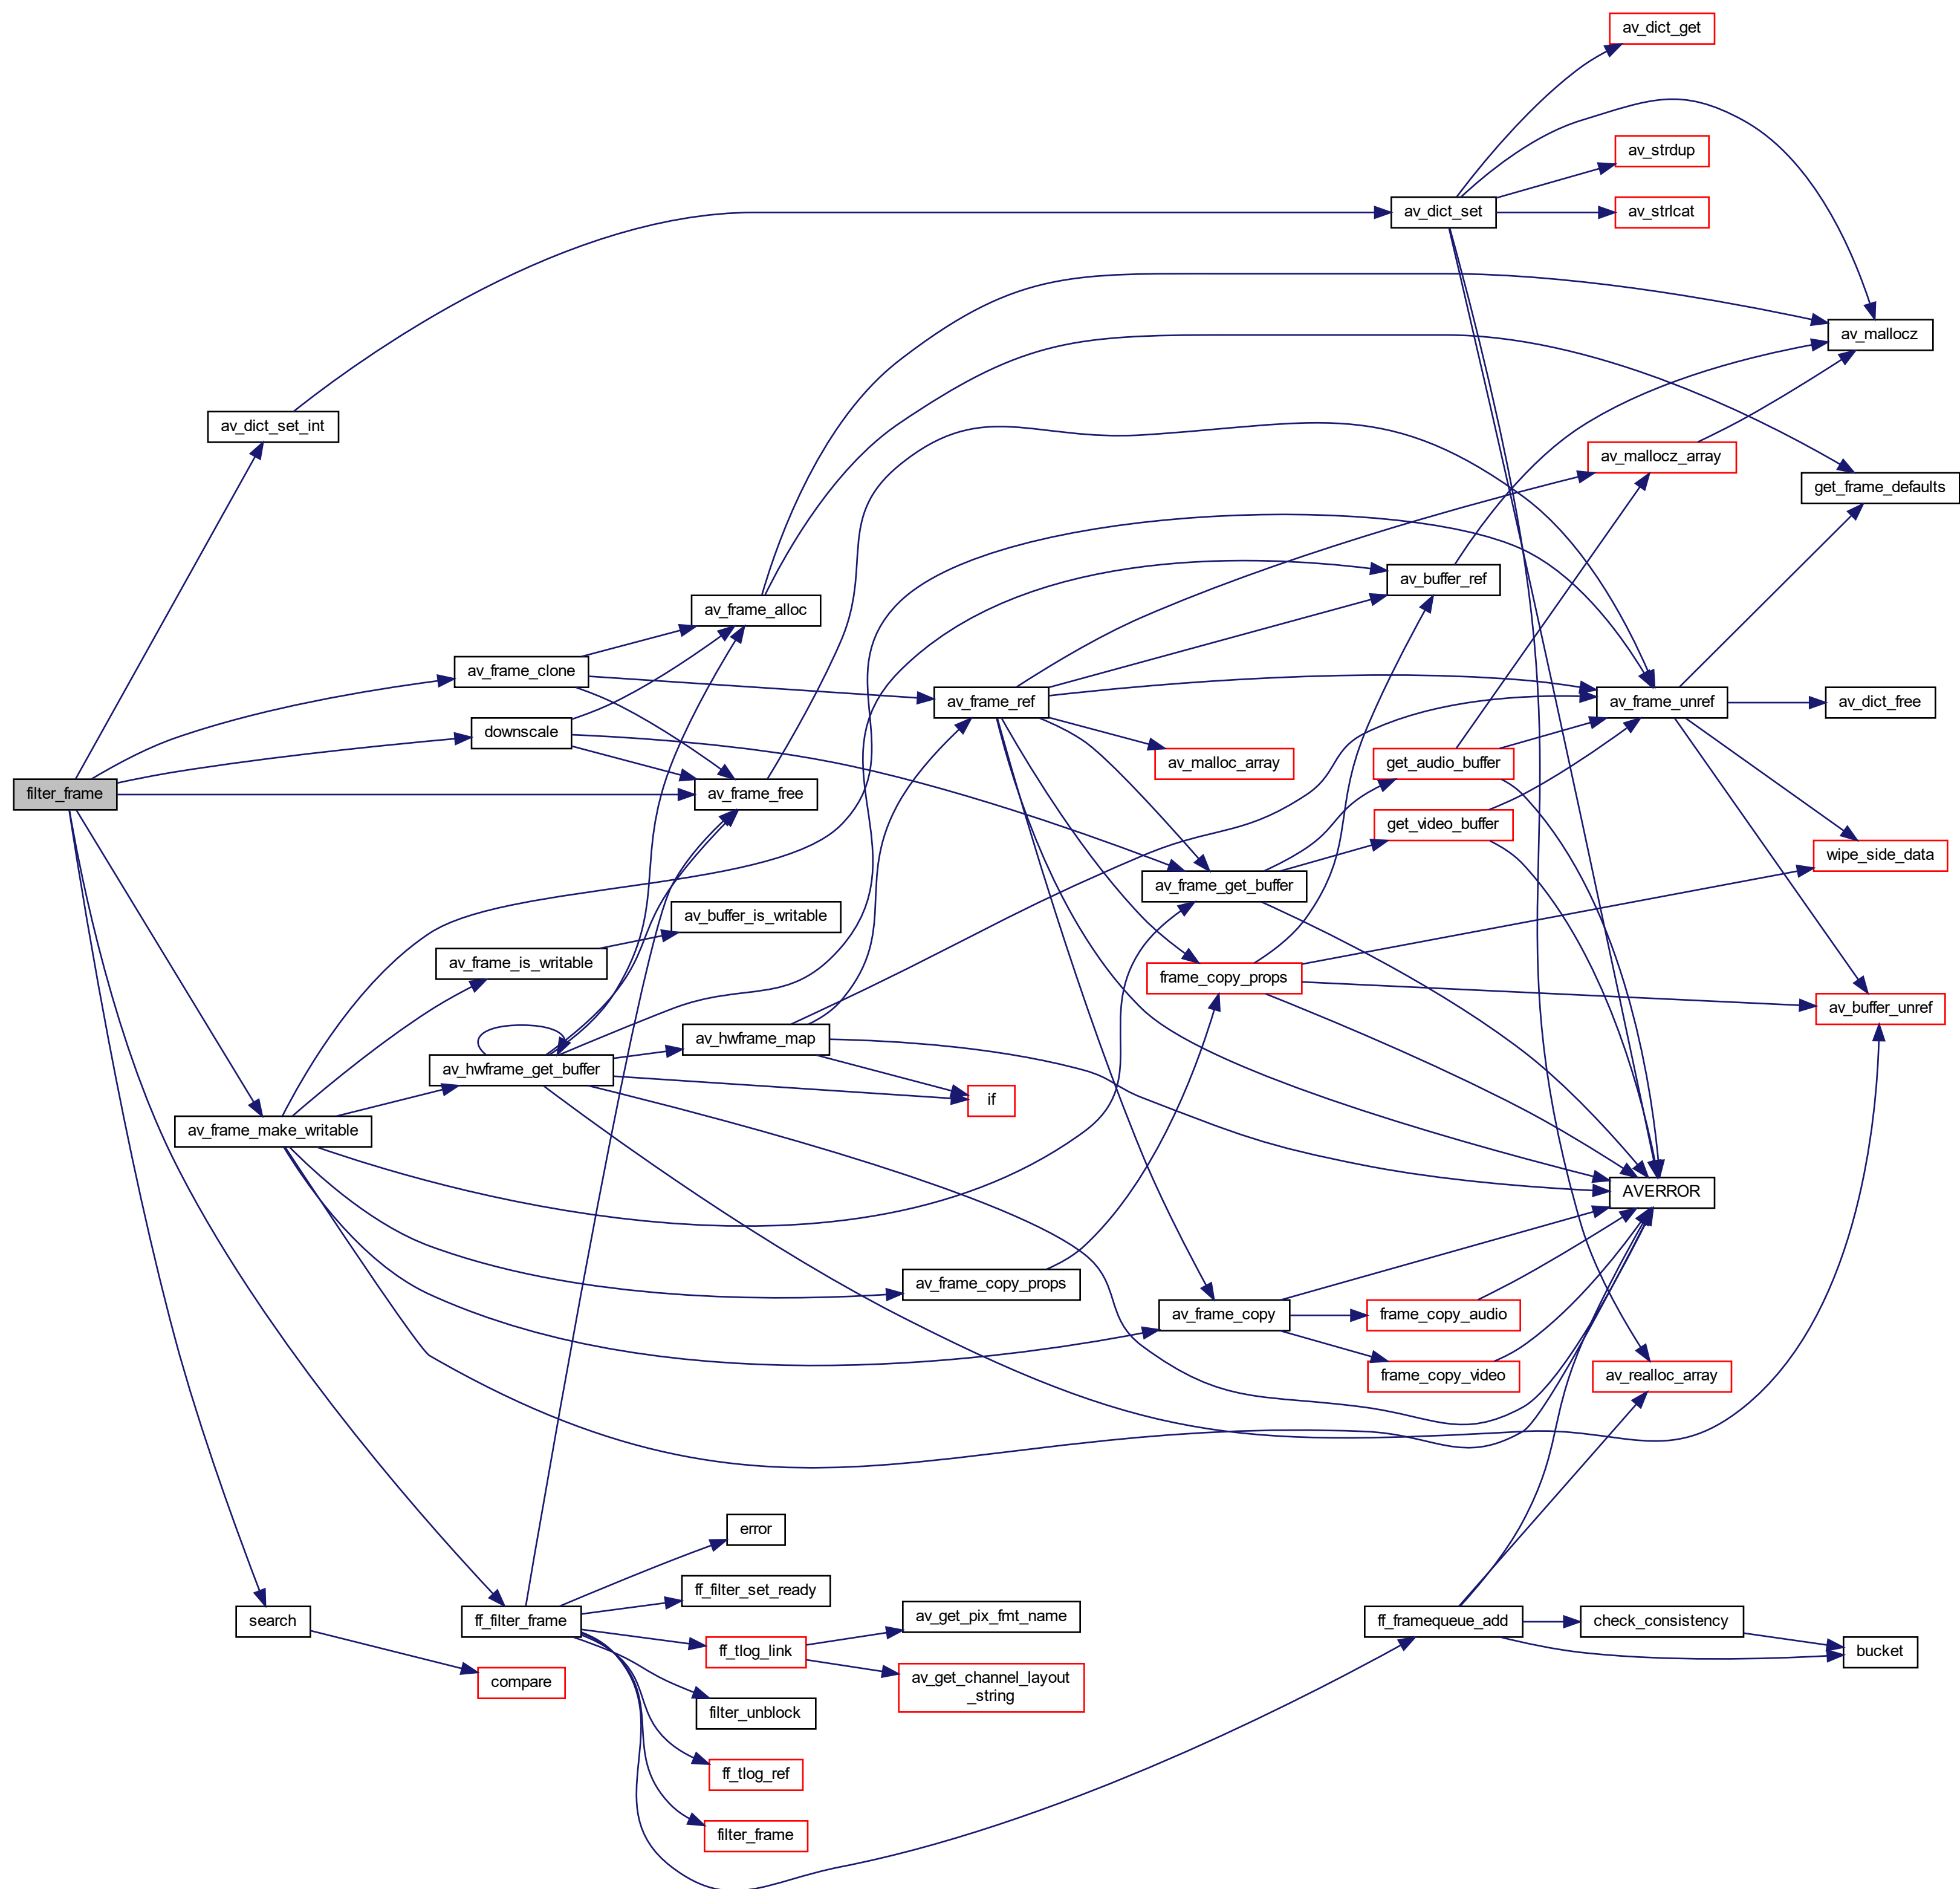 av_dict_get
av_strdup
av_dict_set
av_strlcat
av_mallocz
av_dict_set_int
av_mallocz_array
get_frame_defaults
av_buffer_ref
av_frame_alloc
av_frame_clone
av_frame_ref
av_frame_unref
av_dict_free
downscale
av_malloc_array
get_audio_buffer
filter_frame
av_frame_free
get_video_buffer
wipe_side_data
av_frame_get_buffer
av_buffer_is_writable
av_frame_is_writable
frame_copy_props
av_buffer_unref
av_hwframe_map
av_hwframe_get_buffer
if
av_frame_make_writable
AVERROR
av_frame_copy_props
av_frame_copy
frame_copy_audio
frame_copy_video
av_realloc_array
error
ff_filter_set_ready
search
ff_filter_frame
av_get_pix_fmt_name
ff_framequeue_add
check_consistency
ff_tlog_link
bucket
compare
av_get_channel_layout
_string
filter_unblock
ff_tlog_ref
filter_frame